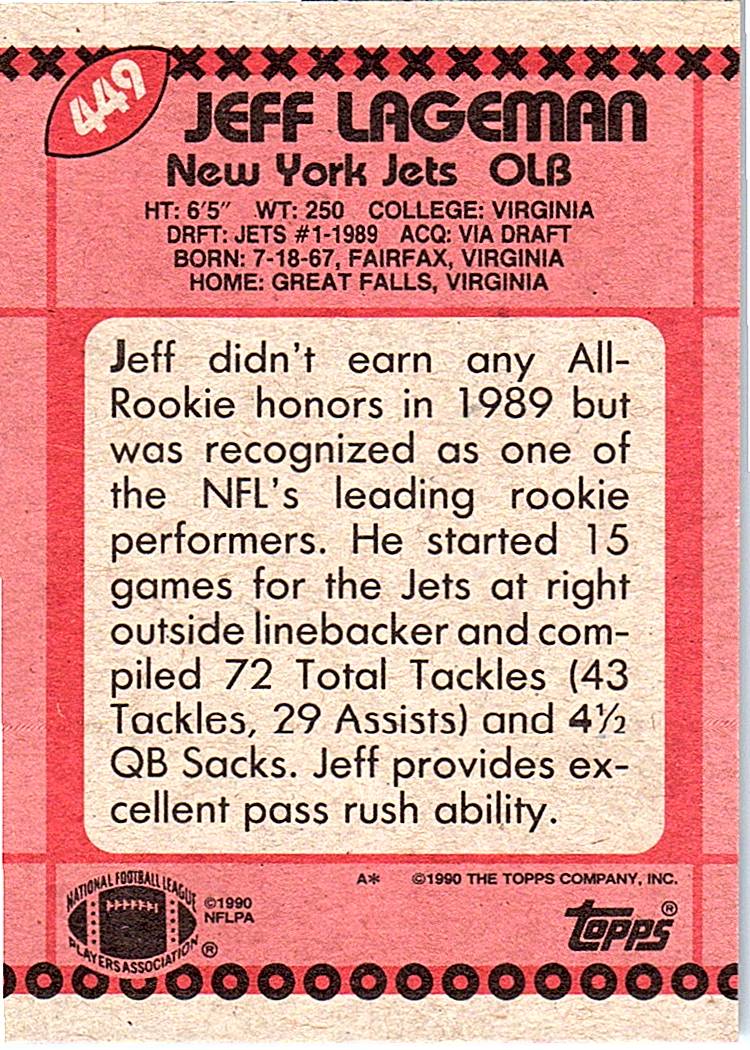 449
JEFF LAGEMAN
New York Jets OLB
HT: 6'5" WT: 250 COLLEGE: VIRGINIA
DRFT: JETS #1-1989 ACQ: VIA DRAFT
BORN: 7-18-67, FAIRFAX, VIRGINIA
HOME: GREAT FALLS, VIRGINIA
Jeff didn't earn any All-
Rookie honors in 1989 but
was recognized as one of
the NFL's leading rookie
performers. He started 15
games for the Jets at right
outside linebacker and com-
piled 72 Total Tackles (43
Tackles, 29 Assists) and 4½
QB Sacks. Jeff provides ex-
cellent pass rush ability.
A* ©1990 THE TOPPS COMPANY, INC.
NATIONAL FOOTBALL LEAGUE
PLAYERS ASSOCIATION ®
©1990
NFLPA
topps®